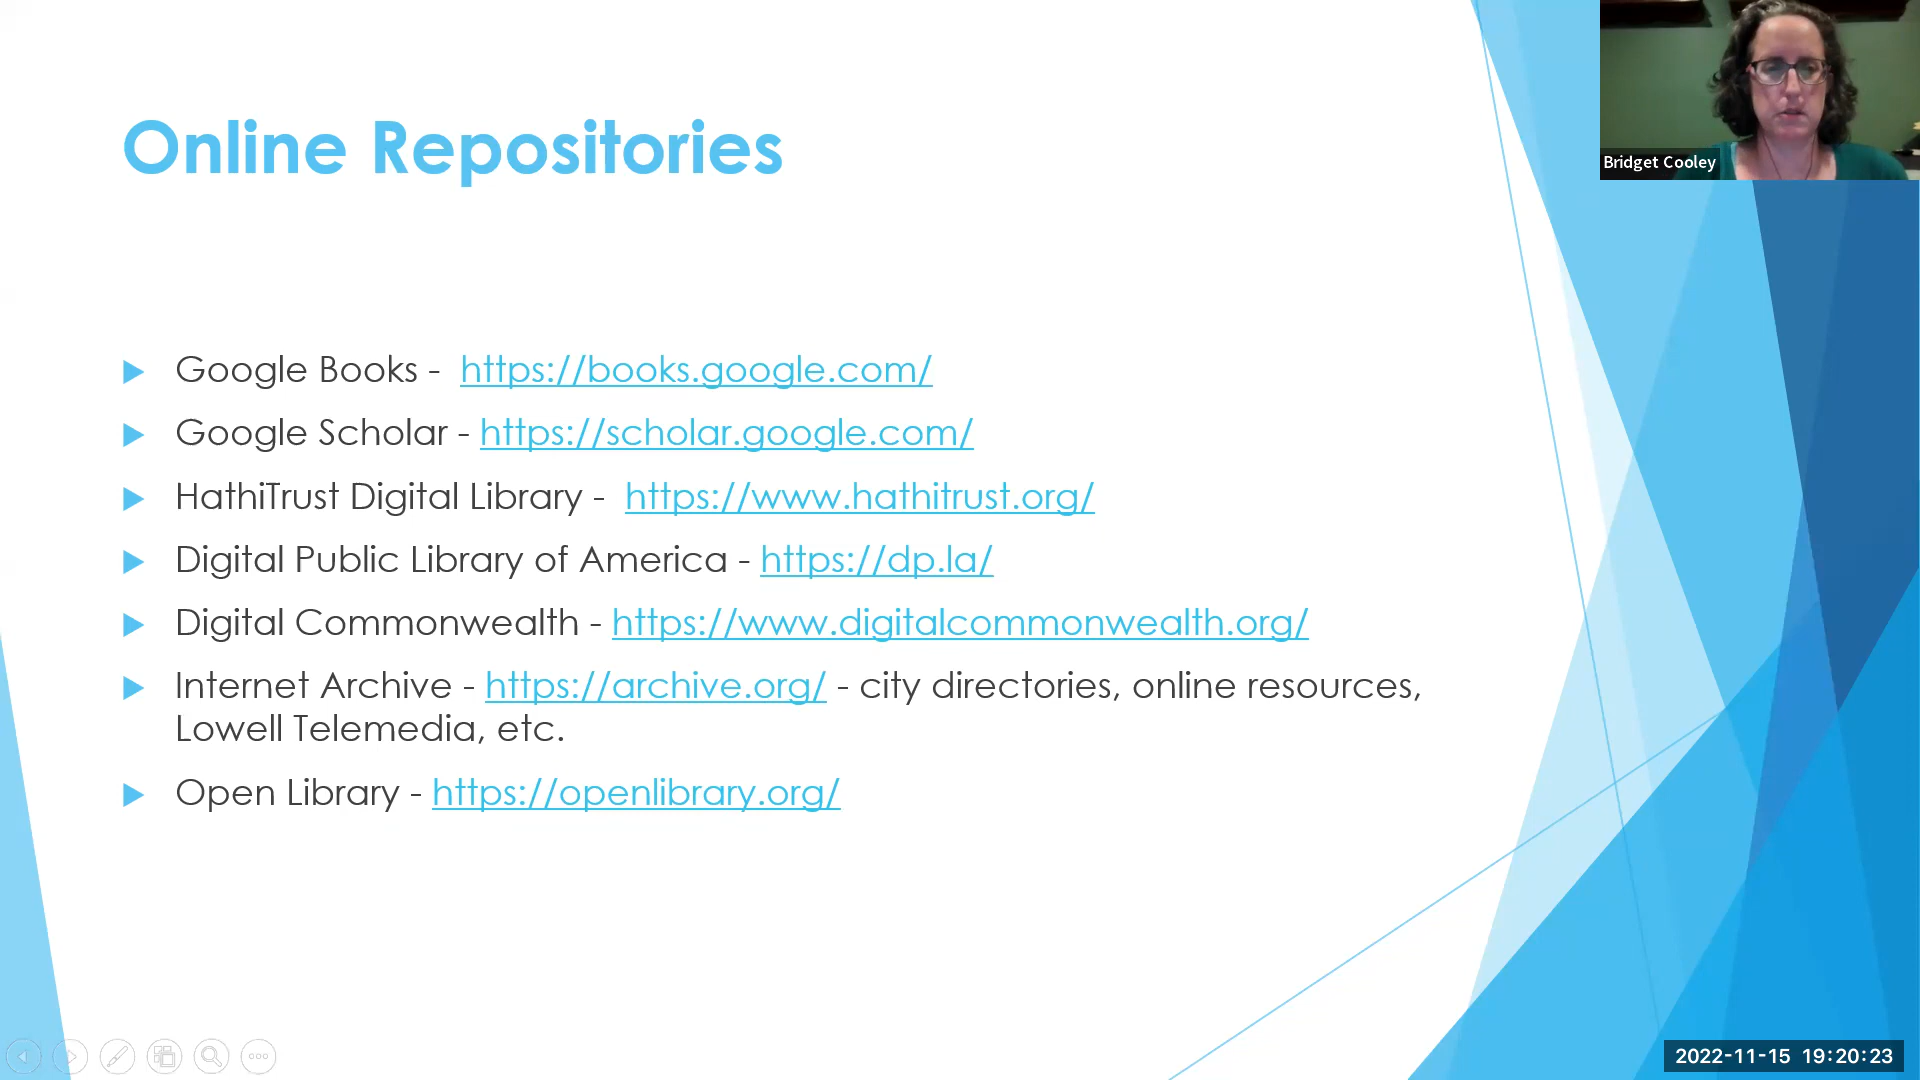 Online Repositories
Bridget Cooley
Google Books - https://books.google.com/
Google Scholar - https://scholar.google.com/
HathiTrust Digital Library - https://www.hathitrust.org/
Digital Public Library of America - https://dp.la/
Digital Commonwealth - https://www.digitalcommonwealth.org/
Internet Archive - https://archive.org/ - city directories, online resources,
Lowell Telemedia, etc.
Open Library - https://openlibrary.org/
2022-11-15 19:20:23